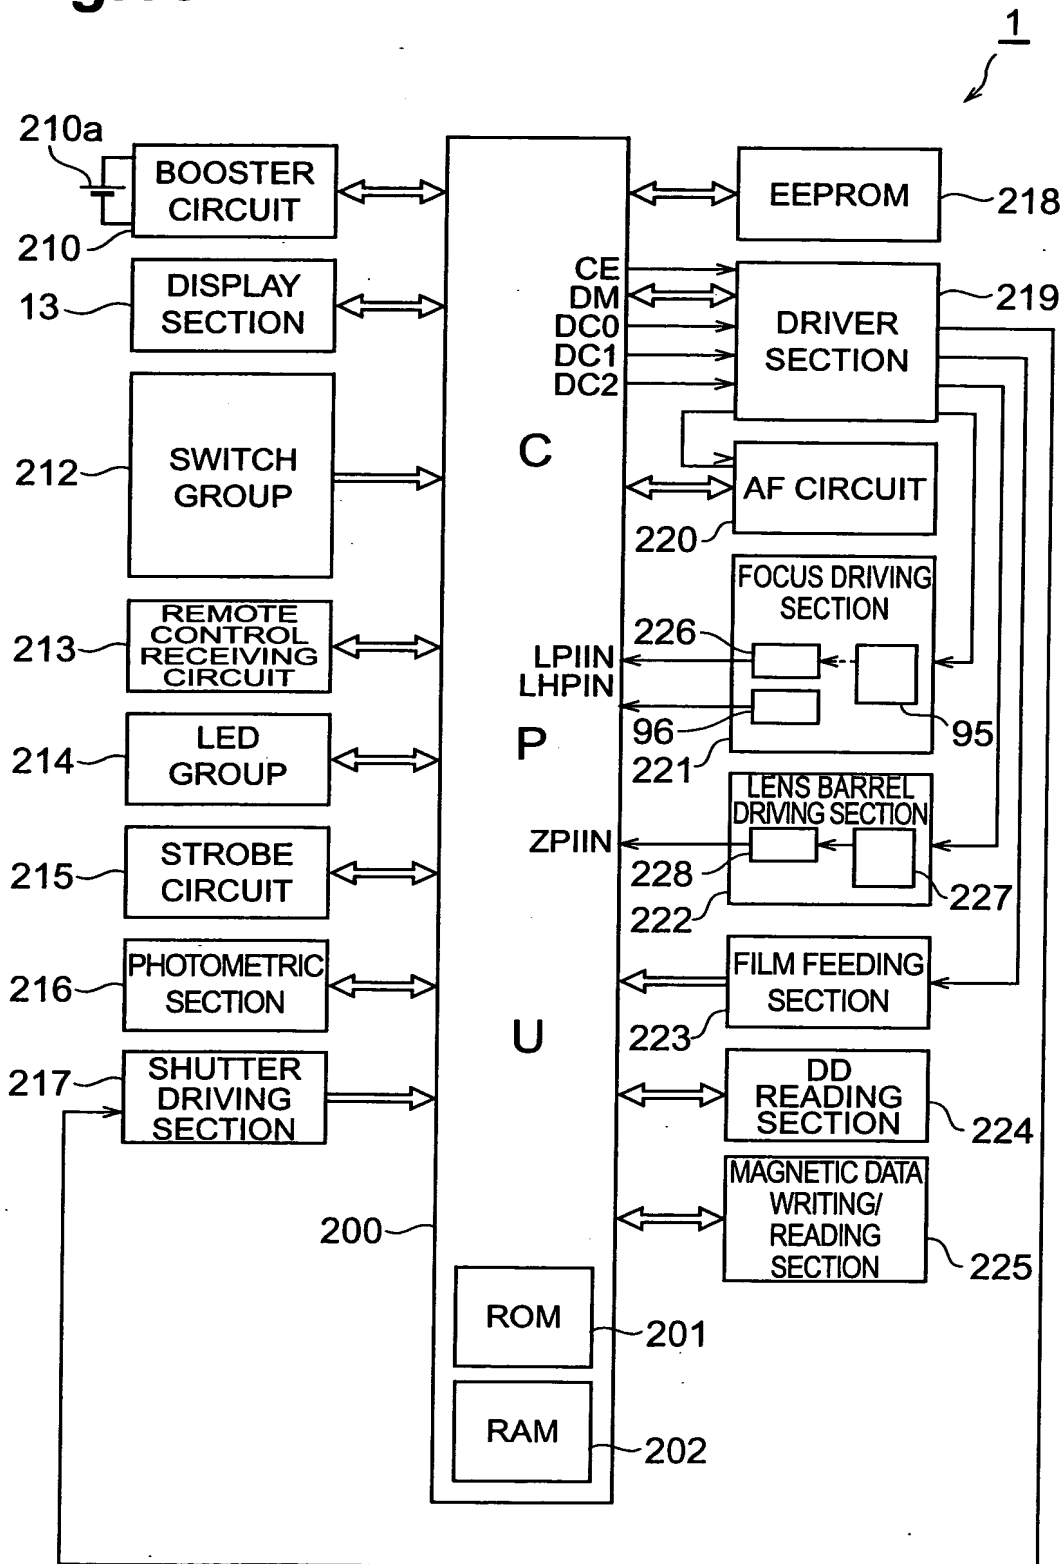 1
210a
BOOSTER
CIRCUIT
210
DISPLAY
SECTION
13
SWITCH
GROUP
212
REMOTE
CONTROL
RECEIVING
CIRCUIT
213
LED
GROUP
214
STROBE
CIRCUIT
215
PHOTOMETRIC
SECTION
216
SHUTTER
DRIVING
SECTION
217
C
P
U
200
ROM
201
RAM
202
CE
DM
DC0
DC1
DC2
LPIIN
LHPIN
ZPIIN
EEPROM
218
DRIVER
SECTION
219
AF CIRCUIT
220
FOCUS DRIVING
SECTION
226
96
95
221
LENS BARREL
DRIVING SECTION
228
227
222
FILM FEEDING
SECTION
223
DD
READING
SECTION
224
MAGNETIC DATA
WRITING/
READING
SECTION
225